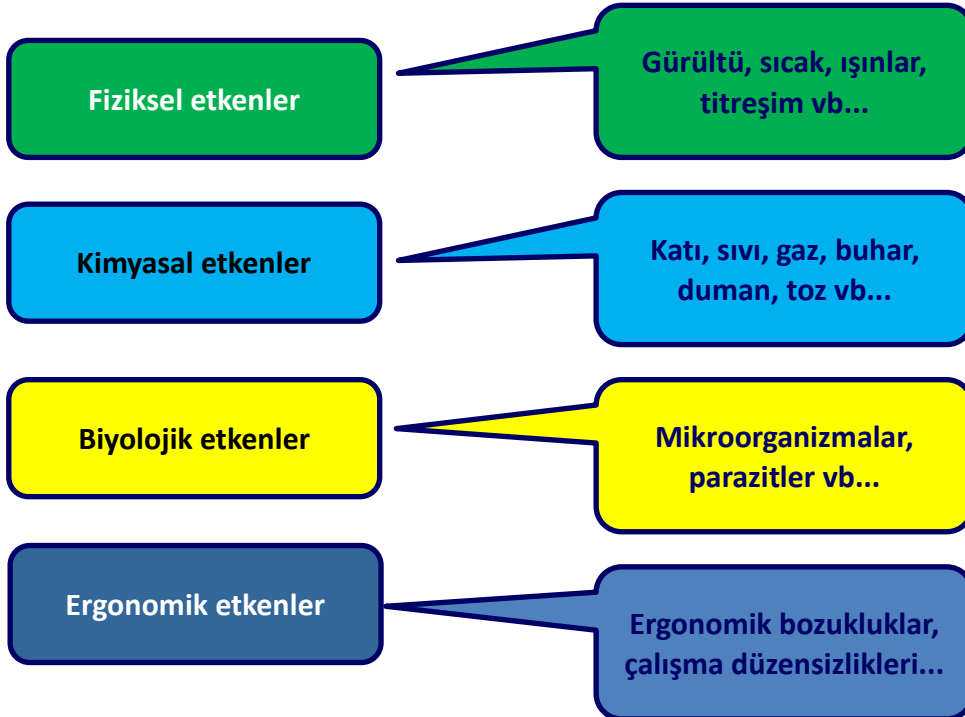 Fiziksel etkenler
Gürültü, sıcak, ışınlar,
titreşim vb...
Kimyasal etkenler
Katı, sıvı, gaz, buhar,
duman, toz vb...
Biyolojik etkenler
Mikroorganizmalar,
parazitler vb...
Ergonomik etkenler
Ergonomik bozukluklar,
çalışma düzensizlikleri...